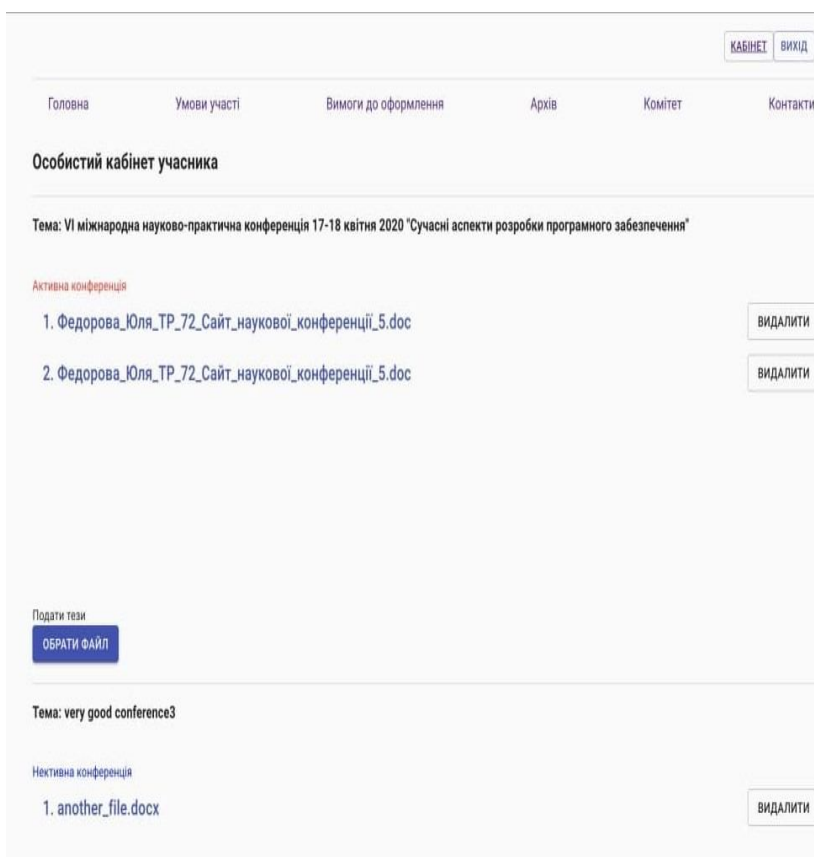 КАБІНЕТ ВИХІД
Головна Умови участі Вимоги до оформлення Архів Комітет Контакти
Особистий кабінет учасника
Тема: VI міжнародна науково-практична конференція 17-18 квітня 2020 "Сучасні аспекти розробки програмного забезпечення"
Активна конференція
1. Федорова_Юля_ТР_72_Сайт_наукової_конференції_5.doc ВИДАЛИТИ
2. Федорова_Юля_ТР_72_Сайт_наукової_конференції_5.doc ВИДАЛИТИ
Подати тези
ОБРАТИ ФАЙЛ
Тема: very good conference3
Нективна конференція
1. another_file.docx ВИДАЛИТИ